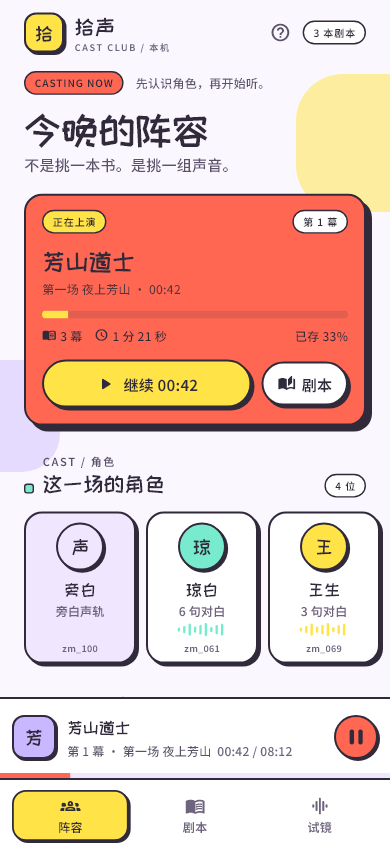 拾
拾声
CAST CLUB / 本机
3 本剧本
CASTING NOW
先认识角色，再开始听。
今晚的阵容
不是挑一本书。是挑一组声音。
正在上演
第 1 幕
芳山道士
第一场 夜上芳山 · 00:42
3 幕
1 分 21 秒
已存 33%
继续 00:42
剧本
CAST / 角色
这一场的角色
4 位
声
旁白
旁白声轨
zm_100
琼
琼白
6 句对白
zm_061
王
王生
3 句对白
zm_069
芳
芳山道士
第 1 幕 · 第一场 夜上芳山 00:42 / 08:12
阵容
剧本
试镜